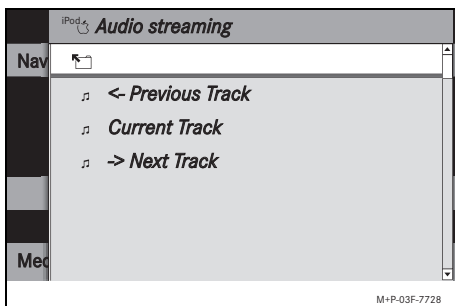 iPod Audio streaming
Nav
<- Previous Track
Current Track
-> Next Track
Med
M+P-03F-7728